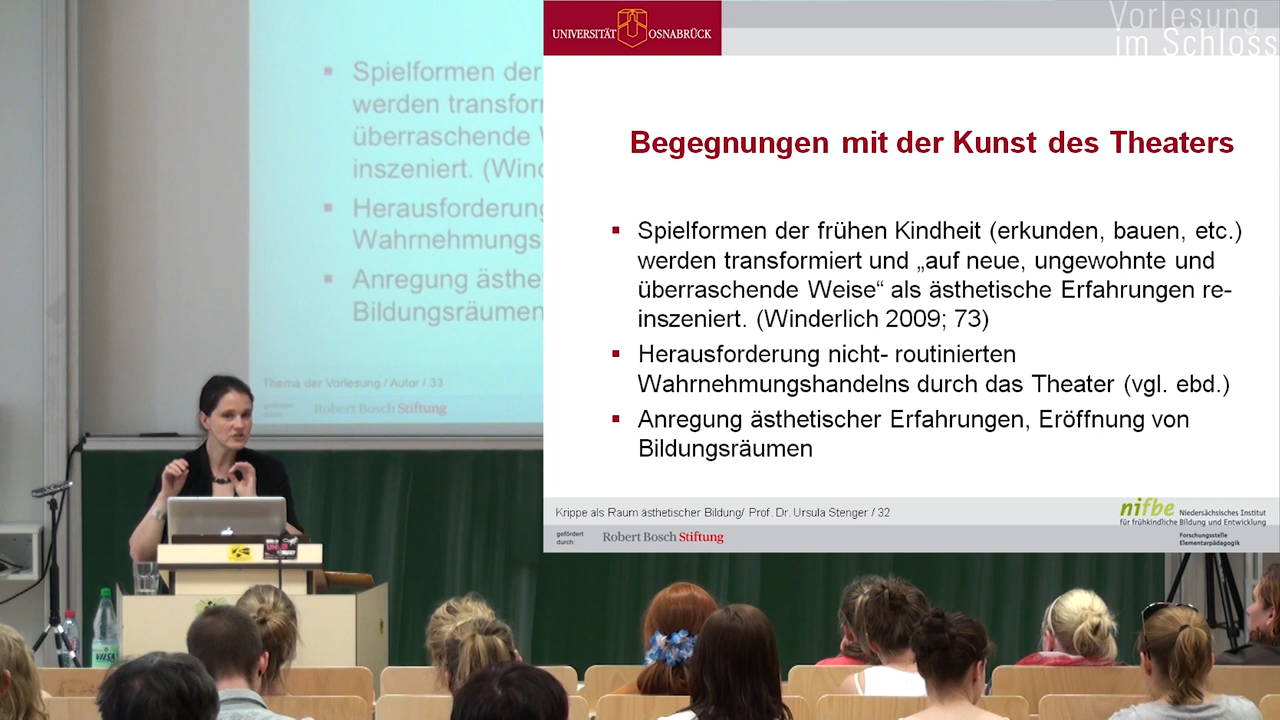 UNIVERSITÄT OSNABRÜCK
Vorlesung
im Schloss
Begegnungen mit der Kunst des Theaters
▪ Spielformen der frühen Kindheit (erkunden, bauen, etc.)
werden transformiert und „auf neue, ungewohnte und
überraschende Weise“ als ästhetische Erfahrungen re-
inszeniert. (Winderlich 2009; 73)
▪ Herausforderung nicht- routinierten
Wahrnehmungshandelns durch das Theater (vgl. ebd.)
▪ Anregung ästhetischer Erfahrungen, Eröffnung von
Bildungsräumen
Krippe als Raum ästhetischer Bildung/ Prof. Dr. Ursula Stenger / 32
gefördert
durch:
Robert Bosch Stiftung
nifbe Niedersächsisches Institut
für frühkindliche Bildung und Entwicklung
Forschungsstelle
Elementarpädagogik
▪ Spielformen der
werden transfor
überraschende
inszeniert. (Win
▪ Herausforderung
Wahrnehmungs
▪ Anregung ästhe
Bildungsräumen
Thema der Vorlesung / Autor / 33
gefördert
durch:
Robert Bosch Stiftung